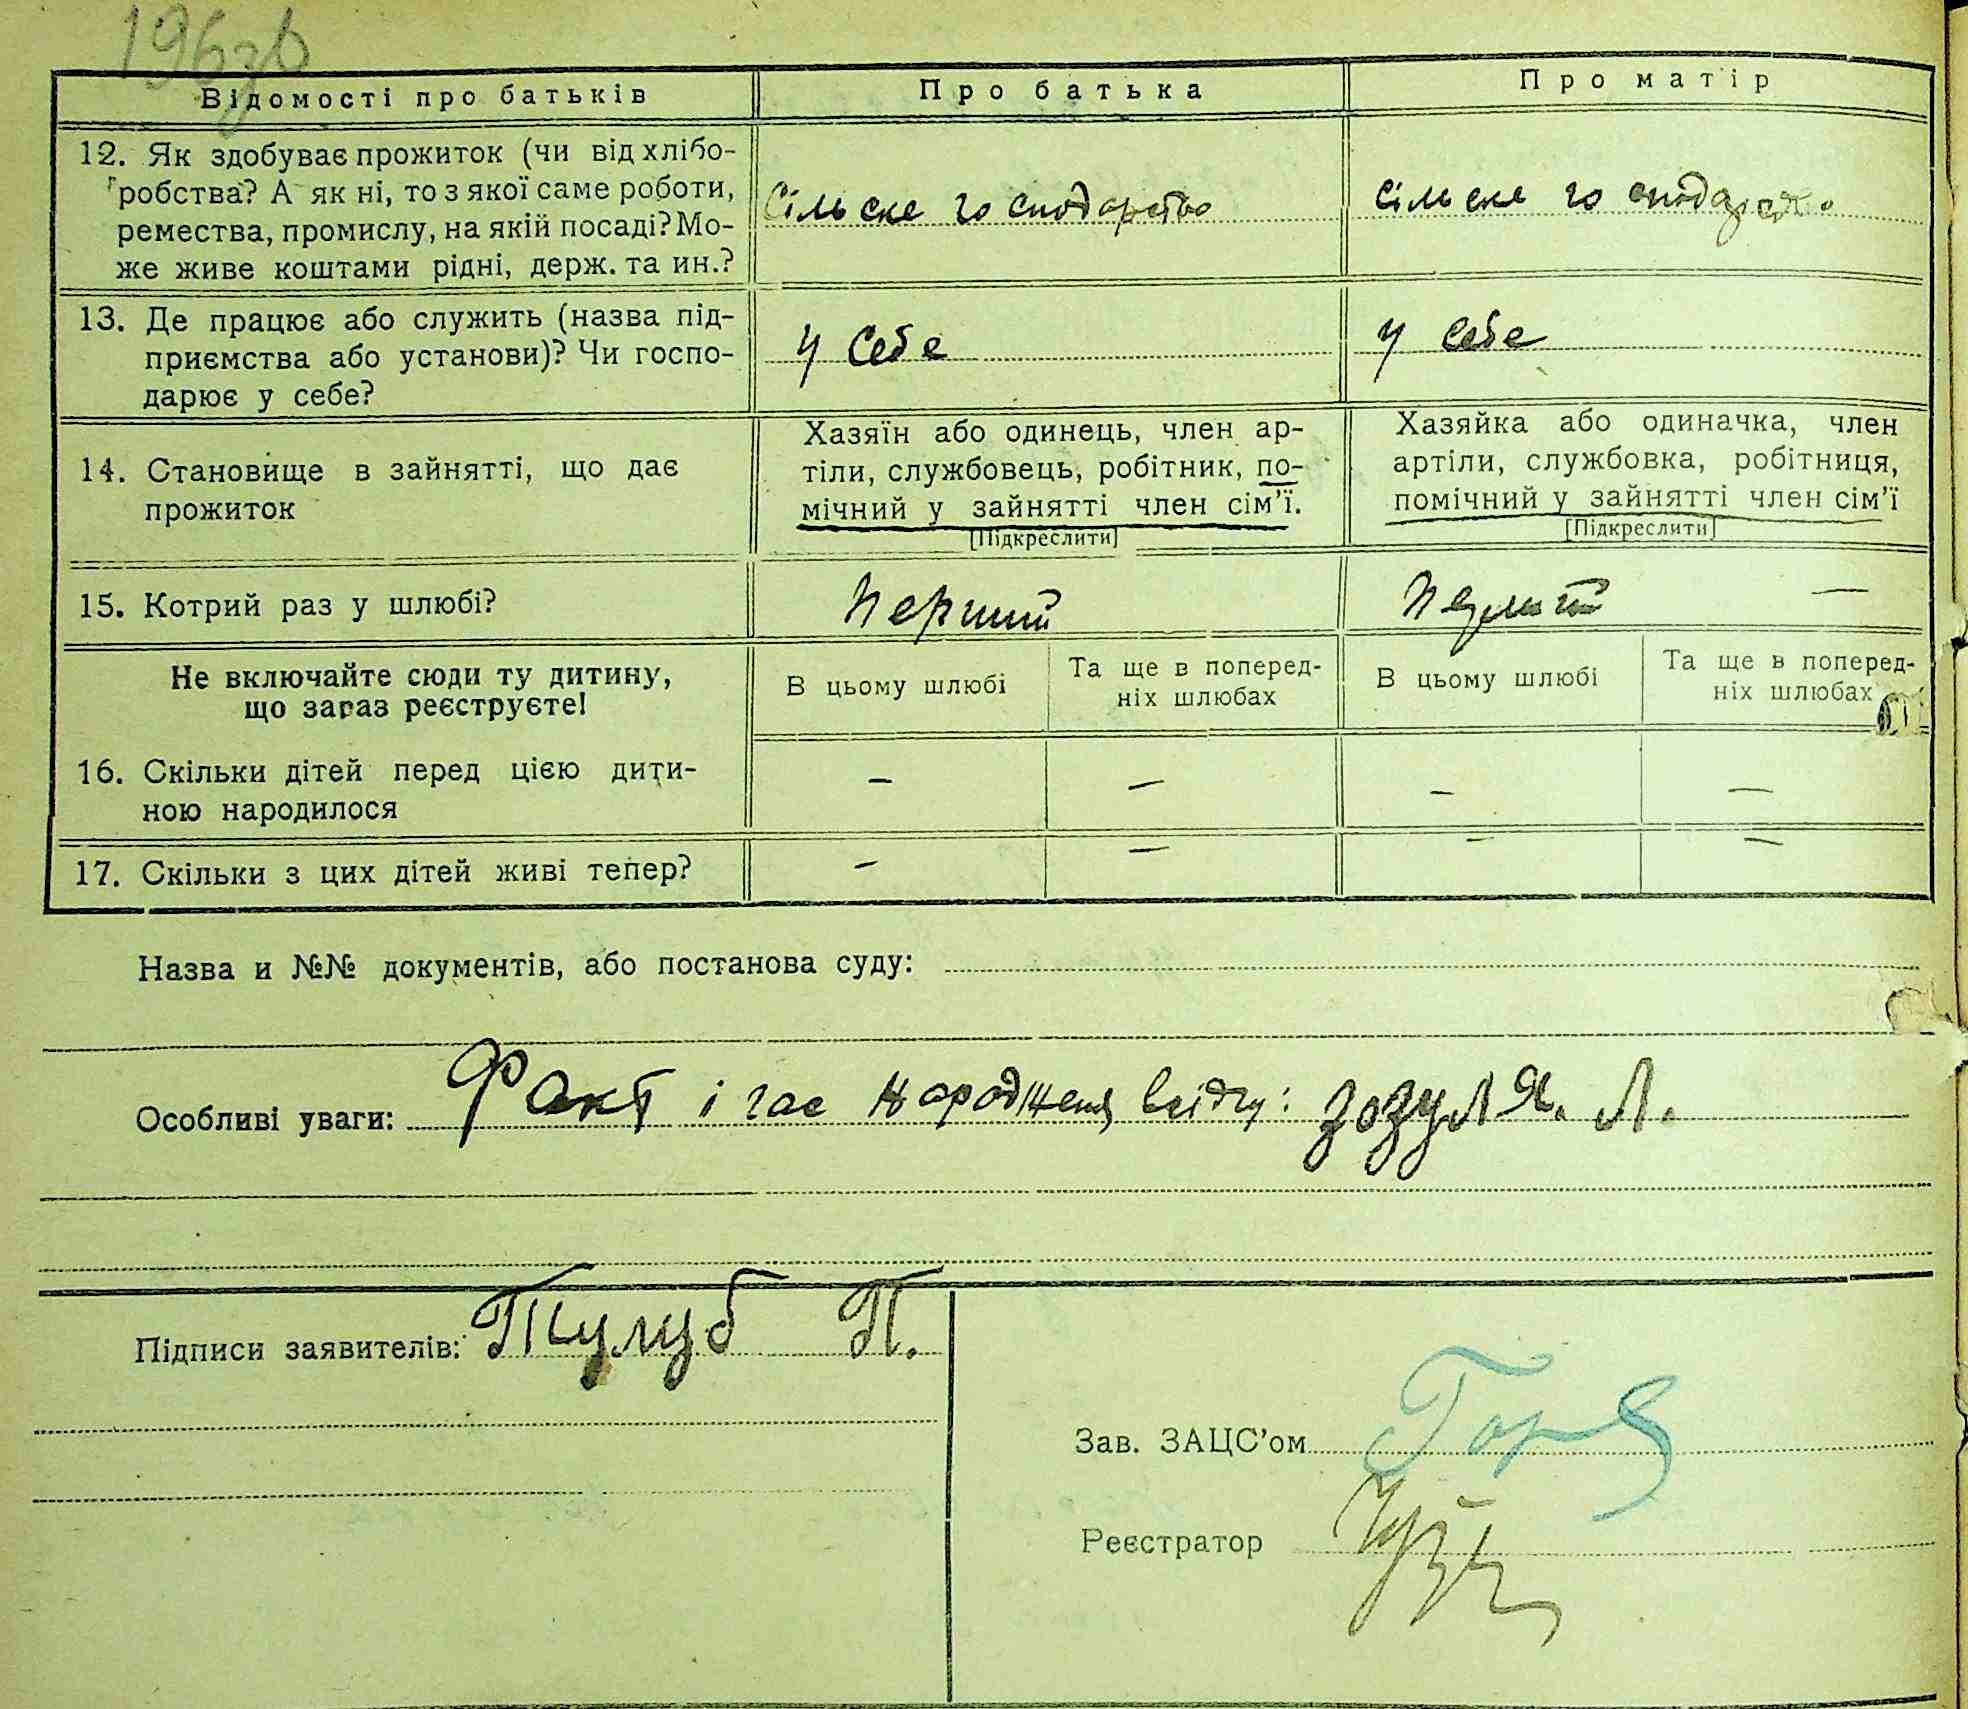 196зв
Відомості про батьків
Про батька
Про матір
12. Як здобуває прожиток (чи від хлібо-
робства? А як ні, то з якої саме роботи,
ремества, промислу, на якій посаді? Мо-
же живе коштами рідні, держ. та ин.?
Сільске господарство
Сільске господарство
13. Де працює або служить (назва під-
приємства або установи)? Чи госпо-
дарює у себе?
У себе
У себе
14. Становище в зайнятті, що дає
прожиток
Хазяїн або одинець, член ар-
тіли, службовець, робітник, по-
мічний у зайнятті член сім'ї.
[Підкреслити]
Хазяйка або одиначка, член
артіли, службовка, робітниця,
помічний у зайнятті член сім'ї
[Підкреслити]
15. Котрий раз у шлюбі?
Перший
Перший —
Не включайте сюди ту дитину,
що зараз реєструєте!
В цьому шлюбі
Та ще в поперед-
ніх шлюбах
В цьому шлюбі
Та ще в поперед-
ніх шлюбах
16. Скільки дітей перед цією дити-
ною народилося
— — — —
17. Скільки з цих дітей живі тепер?
— — — —
Назва и №№ документів, або постанова суду:
Особливі уваги: Факт і час народженя свідчу: Зозуля. Л.
Підписи заявителів: Тулуб П.
Зав. ЗАЦС'ом
Реєстратор